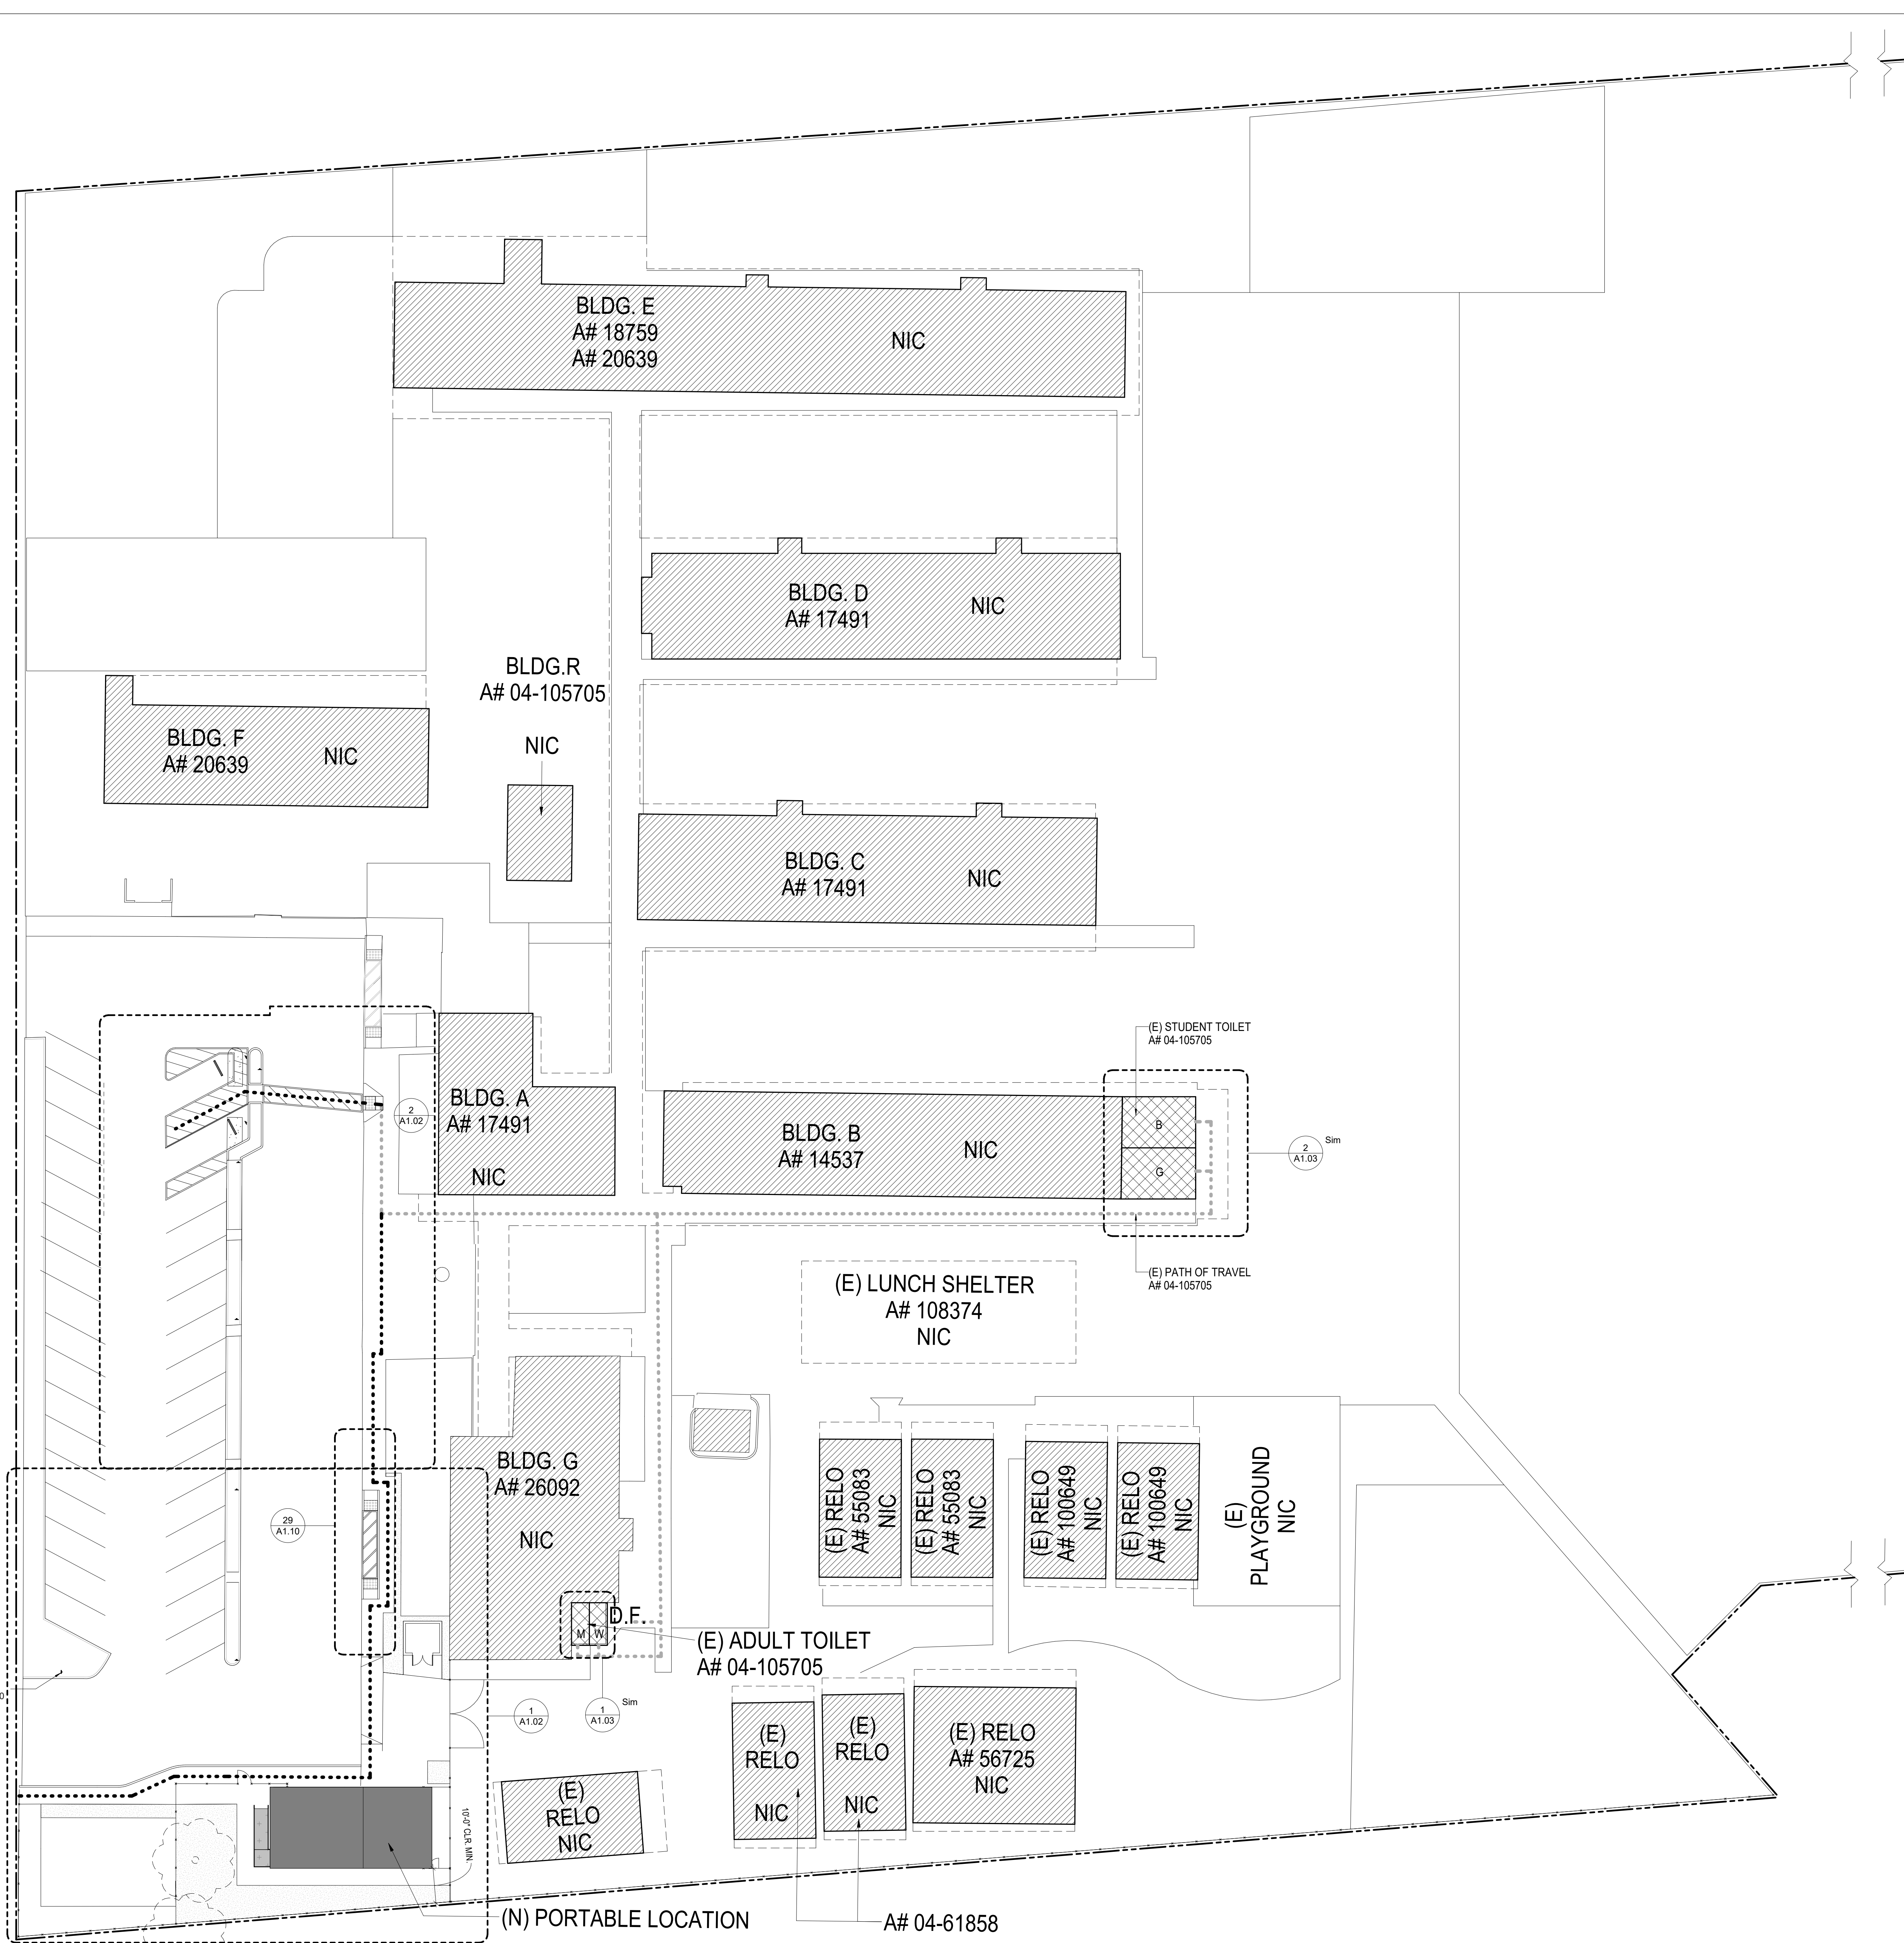 BLDG. E
A# 18759
A# 20639
NIC
BLDG. D
A# 17491
NIC
BLDG.R
A# 04-105705
NIC
BLDG. F
A# 20639
NIC
BLDG. C
A# 17491
NIC
(E) STUDENT TOILET
A# 04-105705
2
A1.02
BLDG. A
A# 17491
NIC
BLDG. B
A# 14537
NIC
B
G
2
A1.03
Sim
(E) PATH OF TRAVEL
A# 04-105705
(E) LUNCH SHELTER
A# 108374
NIC
BLDG. G
A# 26092
NIC
29
A1.10
(E) RELO
A# 55083
NIC
(E) RELO
A# 55083
NIC
(E) RELO
A# 100649
NIC
(E) RELO
A# 100649
NIC
(E)
PLAYGROUND
NIC
D.F.
M
W
(E) ADULT TOILET
A# 04-105705
0
1
A1.02
1
A1.03
Sim
(E)
RELO
NIC
(E)
RELO
NIC
(E) RELO
A# 56725
NIC
(E)
RELO
NIC
10'-0" CLR. MIN.
(N) PORTABLE LOCATION
A# 04-61858